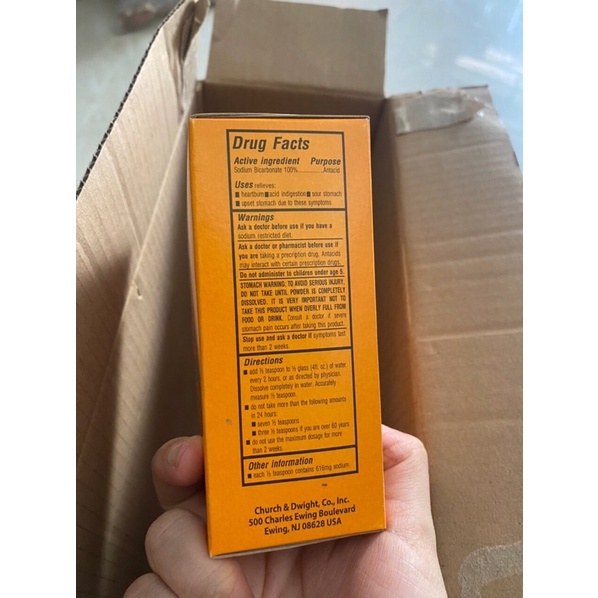 Drug Facts
Active ingredient Purpose
Sodium Bicarbonate 100% Antacid
Uses relieves:
■ heartburn ■ acid indigestion ■ sour stomach
■ upset stomach due to these symptoms
Warnings
Ask a doctor before use if you have a
sodium restricted diet.
Ask a doctor or pharmacist before use if
you are taking a precription drug. Antacids
may interact with certain prescription drugs.
Do not administer to children under age 5.
STOMACH WARNING: TO AVOID SERIOUS INJURY,
DO NOT TAKE UNTIL POWDER IS COMPLETELY
DISSOLVED. IT IS VERY IMPORTANT NOT TO
TAKE THIS PRODUCT WHEN OVERLY FULL FROM
FOOD OR DRINK. Consult a doctor if severe
stomach pain occurs after taking this product.
Stop use and ask a doctor if symptoms last
more than 2 weeks.
Directions
■ add ½ teaspoon to ½ glass (4fl. oz.) of water
every 2 hours, or as directed by physician.
Dissolve completely in water. Accurately
measure ½ teaspoon.
■ do not take more than the following amounts
in 24 hours:
■ seven ½ teaspoons
■ three ½ teaspoons if you are over 60 years
■ do not use the maximum dosage for more
than 2 weeks.
Other information
■ each ½ teaspoon contains 616mg sodium.
Church & Dwight, Co., Inc.
500 Charles Ewing Boulevard
Ewing, NJ 08628 USA